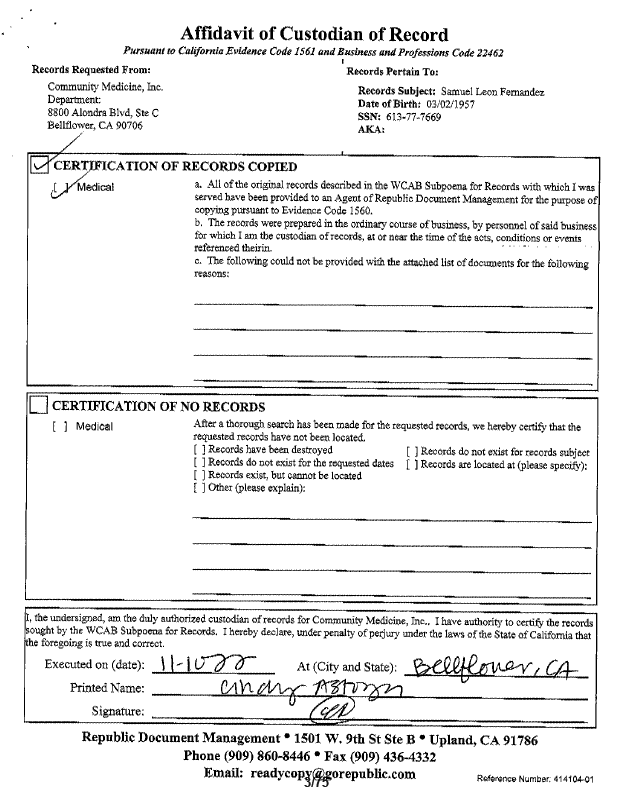 Affidavit of Custodian of Record
Pursuant to California Evidence Code 1561 and Business and Professions Code 22462
Records Requested From:
Community Medicine, Inc.
Department:
8800 Alondra Blvd, Ste C
Bellflower, CA 90706
Records Pertain To:
Records Subject: Samuel Leon Fernandez
Date of Birth: 03/02/1957
SSN: 613-77-7669
AKA:
CERTIFICATION OF RECORDS COPIED
[ ] Medical
a. All of the original records described in the WCAB Subpoena for Records with which I was
served have been provided to an Agent of Republic Document Management for the purpose of
copying pursuant to Evidence Code 1560.
b. The records were prepared in the ordinary course of business, by personnel of said business
for which I am the custodian of records, at or near the time of the acts, conditions or events
referenced theirin.
c. The following could not be provided with the attached list of documents for the following
reasons:
CERTIFICATION OF NO RECORDS
[ ] Medical
After a thorough search has been made for the requested records, we hereby certify that the
requested records have not been located.
[ ] Records have been destroyed [ ] Records do not exist for records subject
[ ] Records do not exist for the requested dates [ ] Records are located at (please specify):
[ ] Records exist, but cannot be located
[ ] Other (please explain):
I, the undersigned, am the duly authorized custodian of records for Community Medicine, Inc.. I have authority to certify the records
sought by the WCAB Subpoena for Records. I hereby declare, under penalty of perjury under the laws of the State of California that
the foregoing is true and correct.
Executed on (date): 11-10-22 At (City and State): Bellflower, CA
Printed Name: Cindy
Signature:
Republic Document Management • 1501 W. 9th St Ste B • Upland, CA 91786
Phone (909) 860-8446 • Fax (909) 436-4332
Email: readycopy@gorepublic.com
3/75
Reference Number: 414104-01